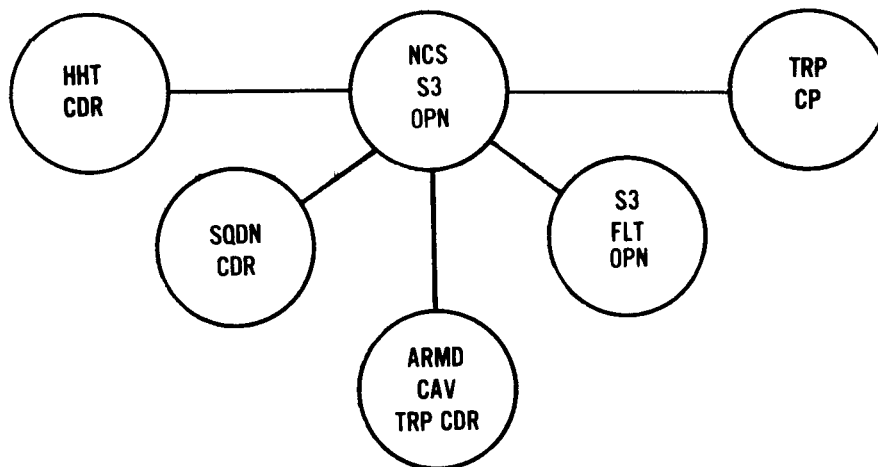 HHT
CDR
NCS
S3
OPN
TRP
CP
SQDN
CDR
S3
FLT
OPN
ARMD
CAV
TRP CDR